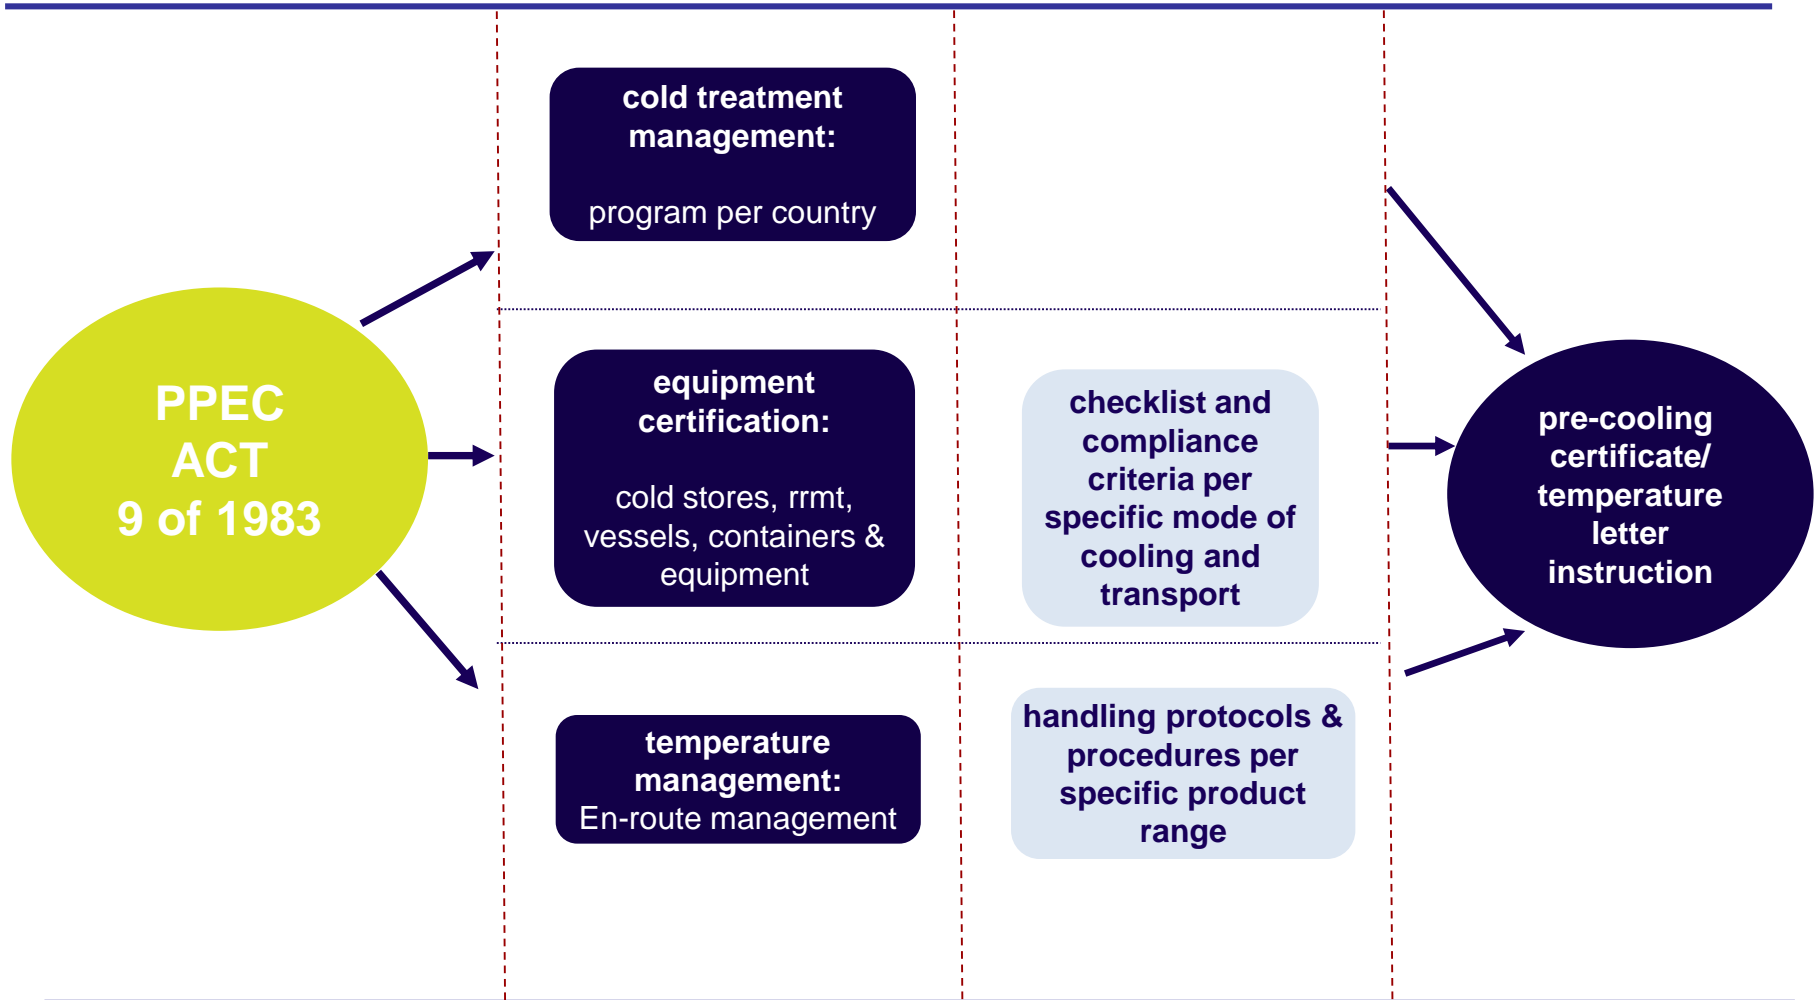 cold treatment
management:
program per country
PPEC
ACT
9 of 1983
equipment
certification:
cold stores, rrmt,
vessels, containers &
equipment
checklist and
compliance
criteria per
specific mode of
cooling and
transport
pre-cooling
certificate/
temperature
letter
instruction
temperature
management:
En-route management
handling protocols &
procedures per
specific product
range